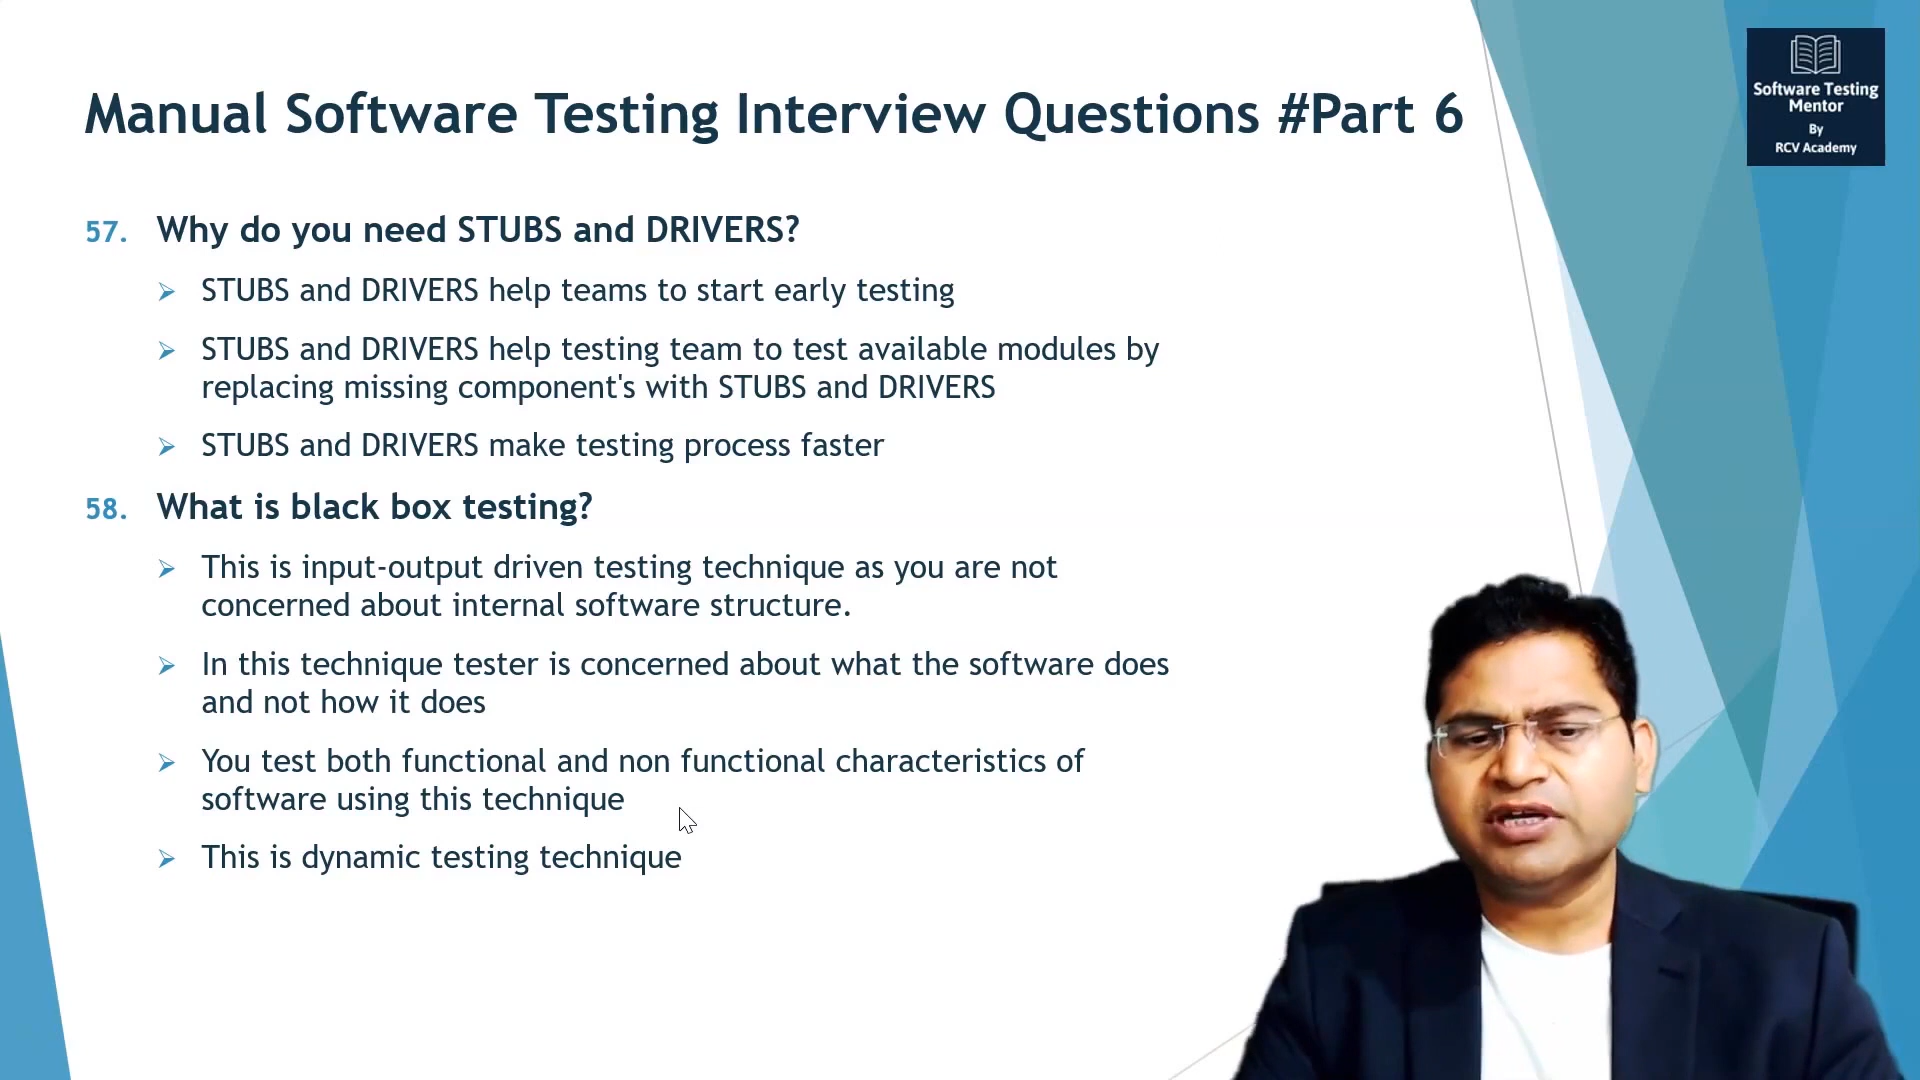 Manual Software Testing Interview Questions #Part 6
Software Testing
Mentor
By
RCV Academy
57. Why do you need STUBS and DRIVERS?
STUBS and DRIVERS help teams to start early testing
STUBS and DRIVERS help testing team to test available modules by
replacing missing component's with STUBS and DRIVERS
STUBS and DRIVERS make testing process faster
58. What is black box testing?
This is input-output driven testing technique as you are not
concerned about internal software structure.
In this technique tester is concerned about what the software does
and not how it does
You test both functional and non functional characteristics of
software using this technique
This is dynamic testing technique